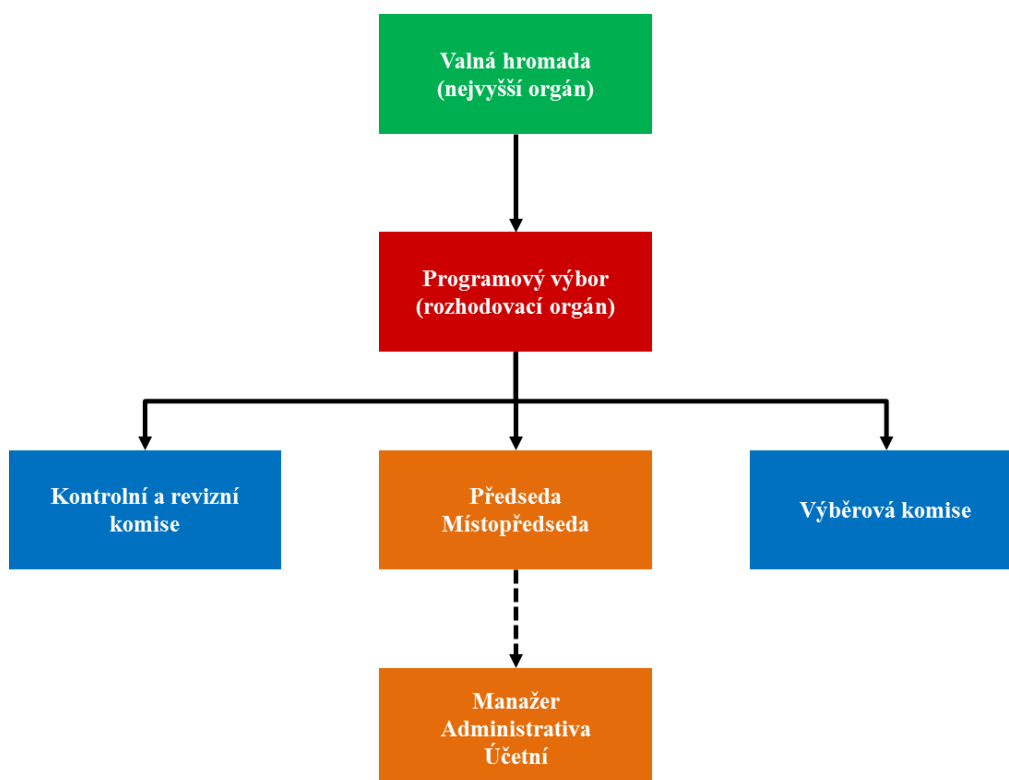 Valná hromada
(nejvyšší orgán)
Programový výbor
(rozhodovací orgán)
Kontrolní a revizní
komise
Předseda
Místopředseda
Výběrová komise
Manažer
Administrativa
Účetní